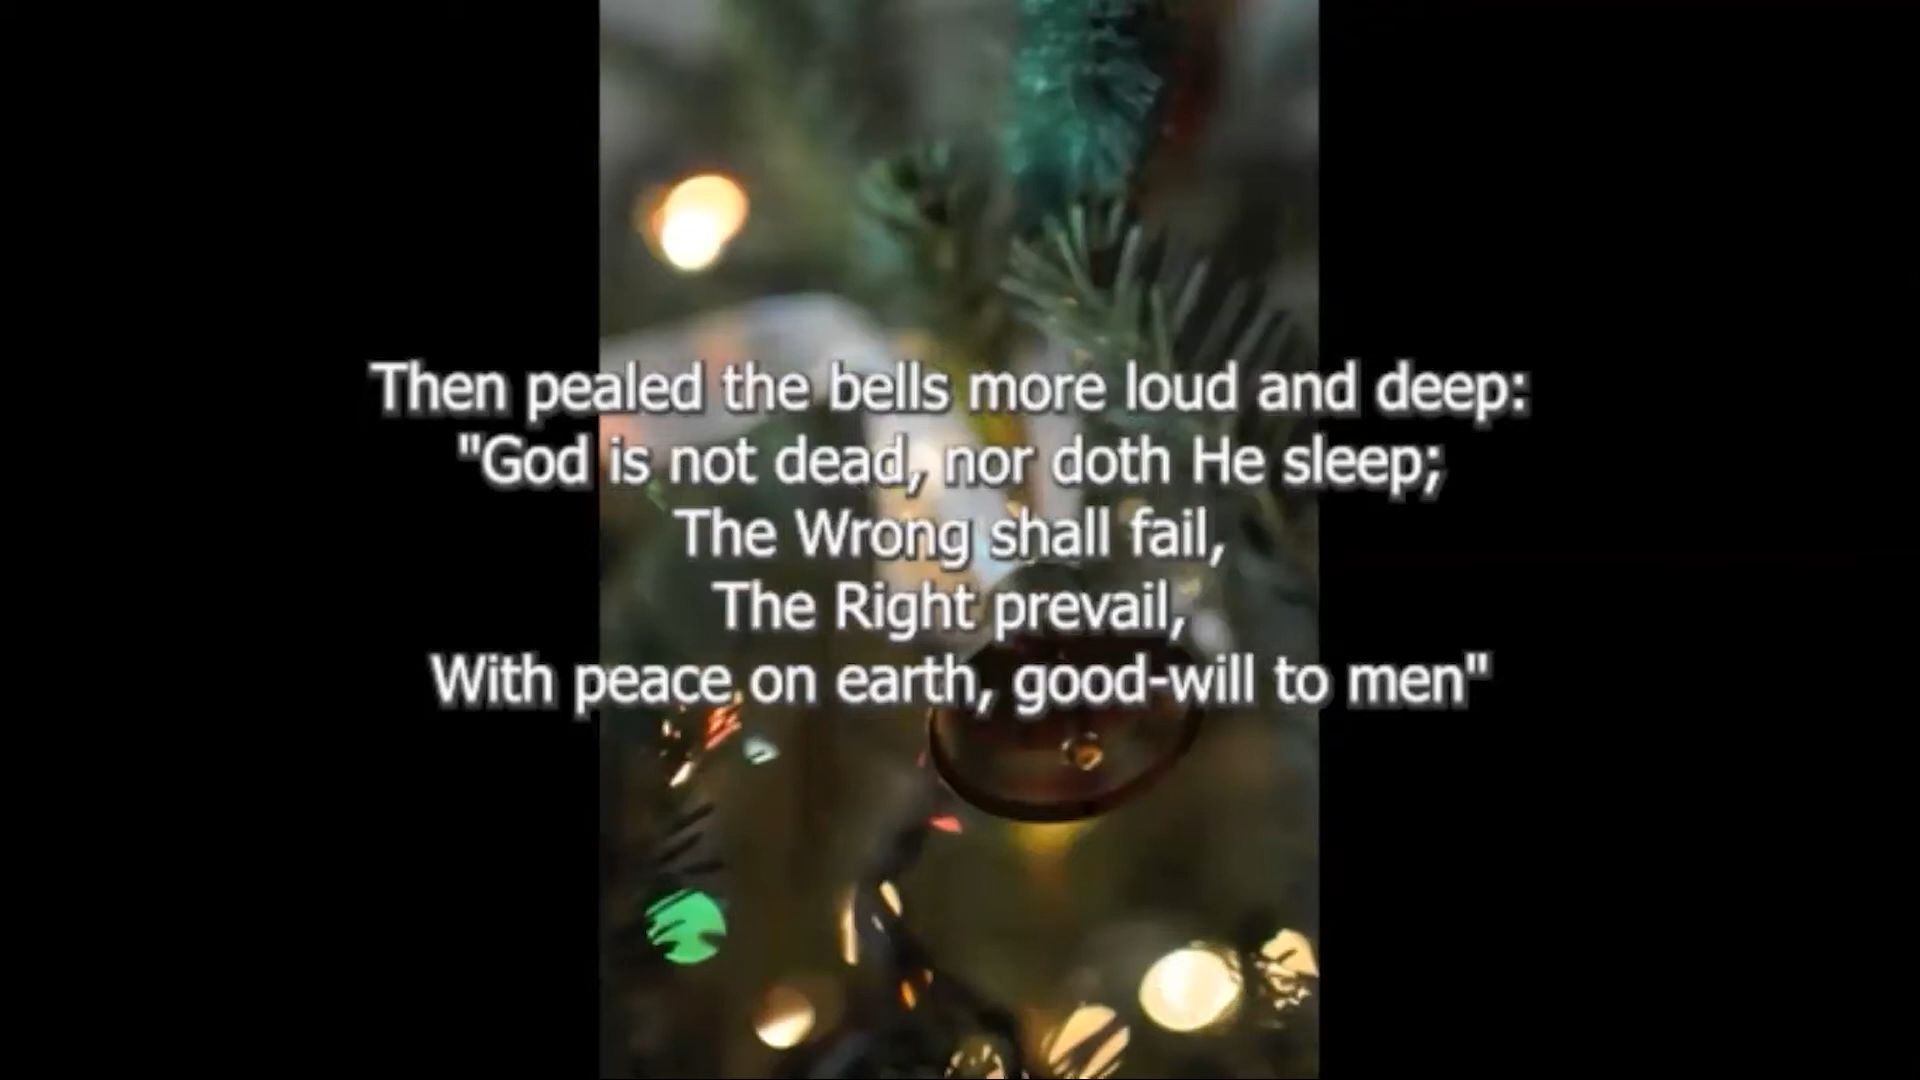 Then pealed the bells more loud and deep:
"God is not dead, nor doth He sleep;
The Wrong shall fail,
The Right prevail,
With peace on earth, good-will to men"